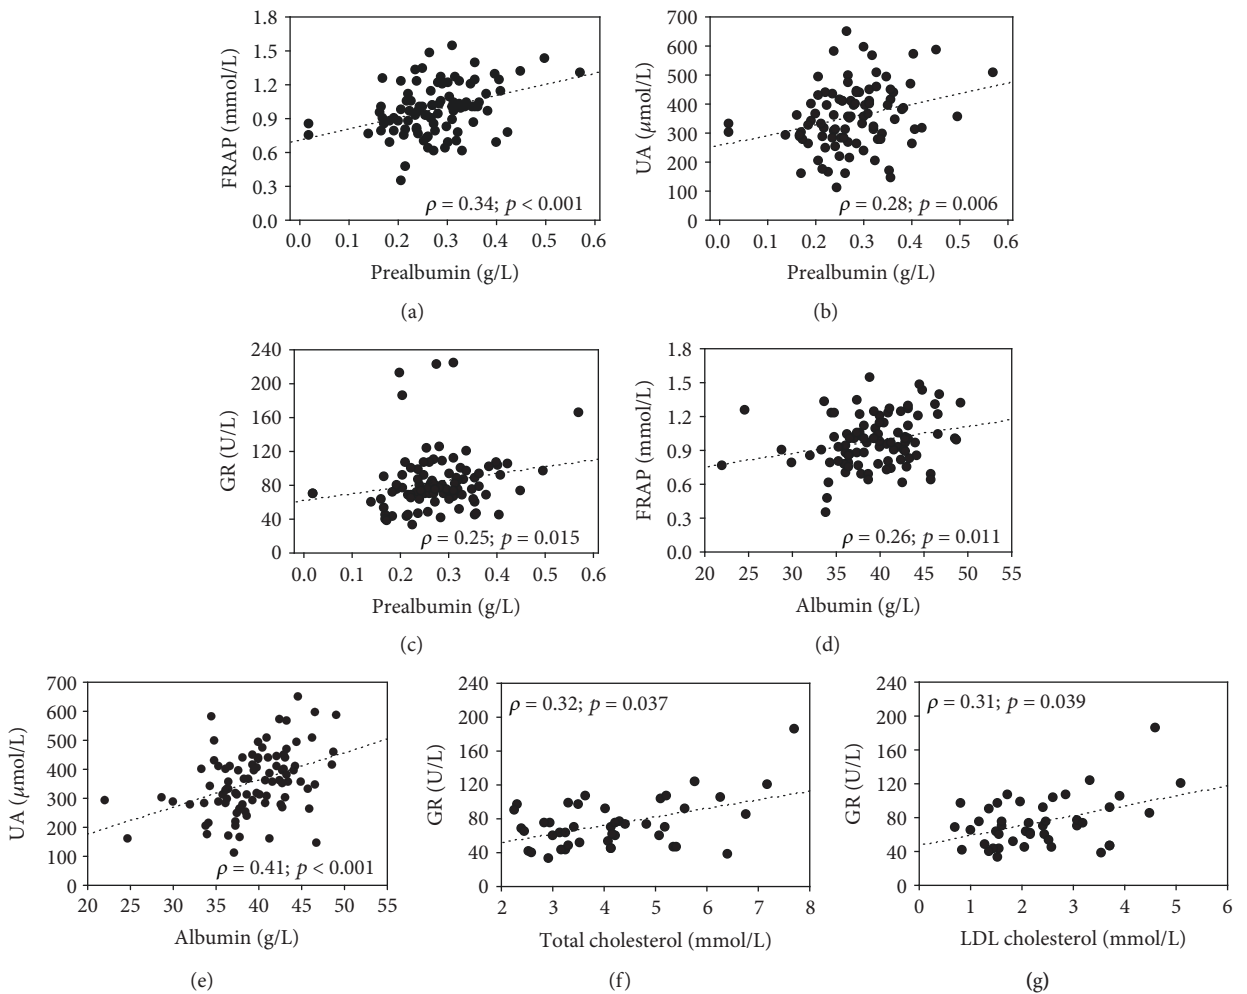 1.8
1.5
1.2
0.9
0.6
0.3
0.0
FRAP (mmol/L)
ρ = 0.34; p < 0.001
0.0 0.1 0.2 0.3 0.4 0.5 0.6
Prealbumin (g/L)
(a)
700
600
500
400
300
200
100
0
UA (μmol/L)
ρ = 0.28; p = 0.006
0.0 0.1 0.2 0.3 0.4 0.5 0.6
Prealbumin (g/L)
(b)
240
200
160
120
80
40
0
GR (U/L)
ρ = 0.25; p = 0.015
0.0 0.1 0.2 0.3 0.4 0.5 0.6
Prealbumin (g/L)
(c)
1.8
1.5
1.2
0.9
0.6
0.3
0.0
FRAP (mmol/L)
ρ = 0.26; p = 0.011
20 25 30 35 40 45 50 55
Albumin (g/L)
(d)
700
600
500
400
300
200
100
0
UA (μmol/L)
ρ = 0.41; p < 0.001
20 25 30 35 40 45 50 55
Albumin (g/L)
(e)
240
200
160
120
80
40
0
GR (U/L)
ρ = 0.32; p = 0.037
2 3 4 5 6 7 8
Total cholesterol (mmol/L)
(f)
240
200
160
120
80
40
0
GR (U/L)
ρ = 0.31; p = 0.039
0 1 2 3 4 5 6
LDL cholesterol (mmol/L)
(g)